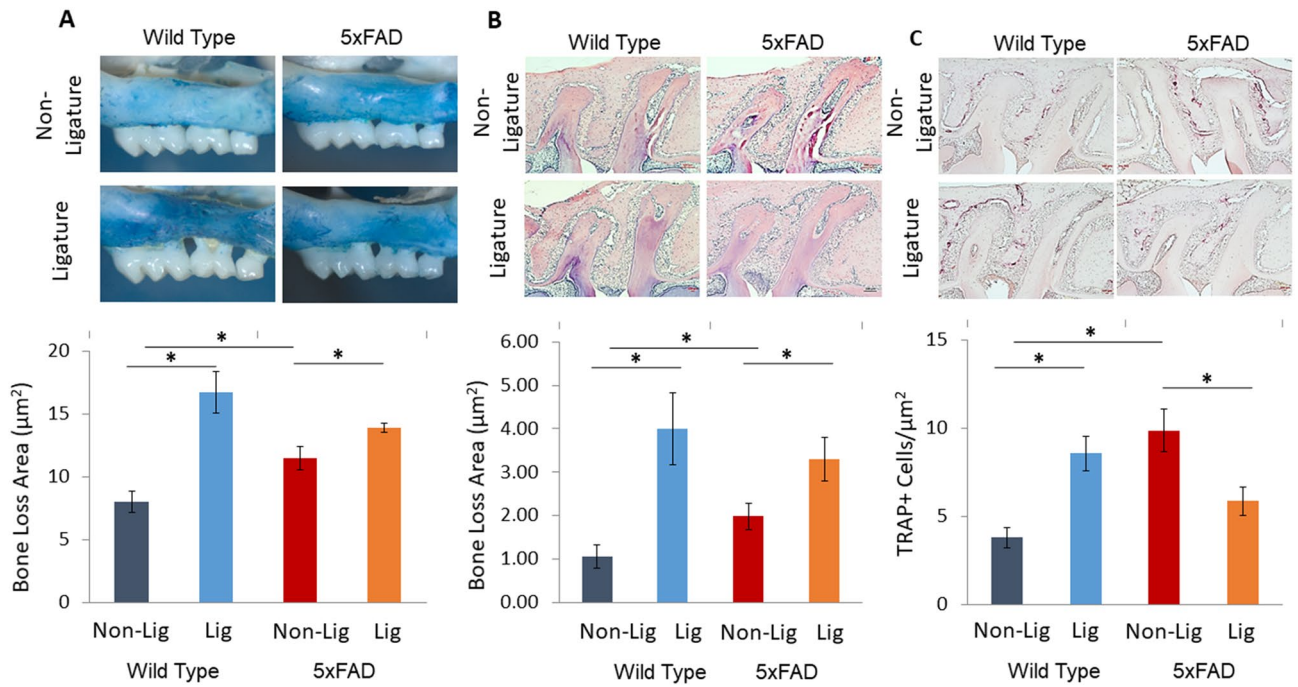 A
Wild Type 5xFAD
Non-
Ligature
Ligature
*
*
*
Bone Loss Area (µm²)
20
15
10
5
0
Non-Lig Lig Non-Lig Lig
Wild Type 5xFAD
B
Wild Type 5xFAD
Non-
Ligature
Ligature
*
*
*
Bone Loss Area (µm²)
6.00
5.00
4.00
3.00
2.00
1.00
0.00
Non-Lig Lig Non-Lig Lig
Wild Type 5xFAD
C
Wild Type 5xFAD
Non-
Ligature
Ligature
*
*
*
TRAP+ Cells/µm²
15
10
5
0
Non-Lig Lig Non-Lig Lig
Wild Type 5xFAD